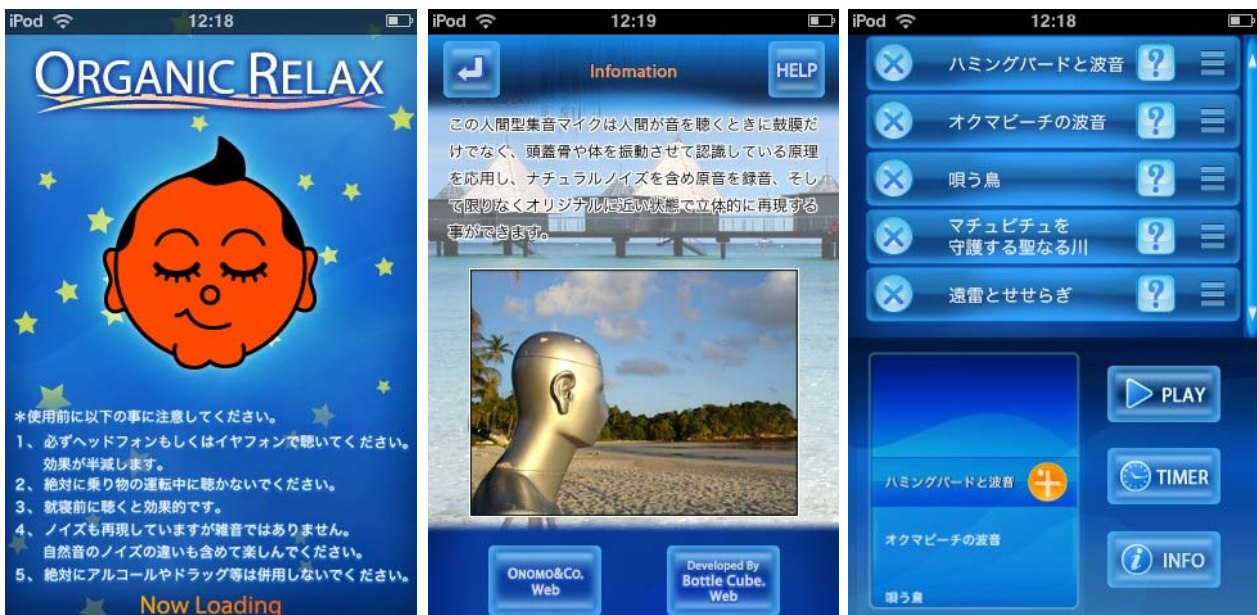 iPod 12:18
ORGANIC RELAX
＊使用前に以下の事に注意してください。
1、必ずヘッドフォンもしくはイヤフォンで聴いてください。
効果が半減します。
2、絶対に乗り物の運転中に聴かないでください。
3、就寝前に聴くと効果的です。
4、ノイズも再現していますが雑音ではありません。
自然音のノイズの違いも含めて楽しんでください。
5、絶対にアルコールやドラッグ等は併用しないでください。
Now Loading
iPod 12:19
Infomation
HELP
この人間型集音マイクは人間が音を聴くときに鼓膜だ
けでなく、頭蓋骨や体を振動させて認識している原理
を応用し、ナチュラルノイズを含め原音を録音、そし
て限りなくオリジナルに近い状態で立体的に再現する
事ができます。
ONOMO&CO.
Web
Developed By
Bottle Cube.
Web
iPod 12:18
ハミングバードと波音 ?
オクマビーチの波音 ?
唄う鳥 ?
マチュピチュを
守護する聖なる川 ?
遠雷とせせらぎ ?
ハミングバードと波音
オクマビーチの波音
唄う鳥
PLAY
TIMER
INFO